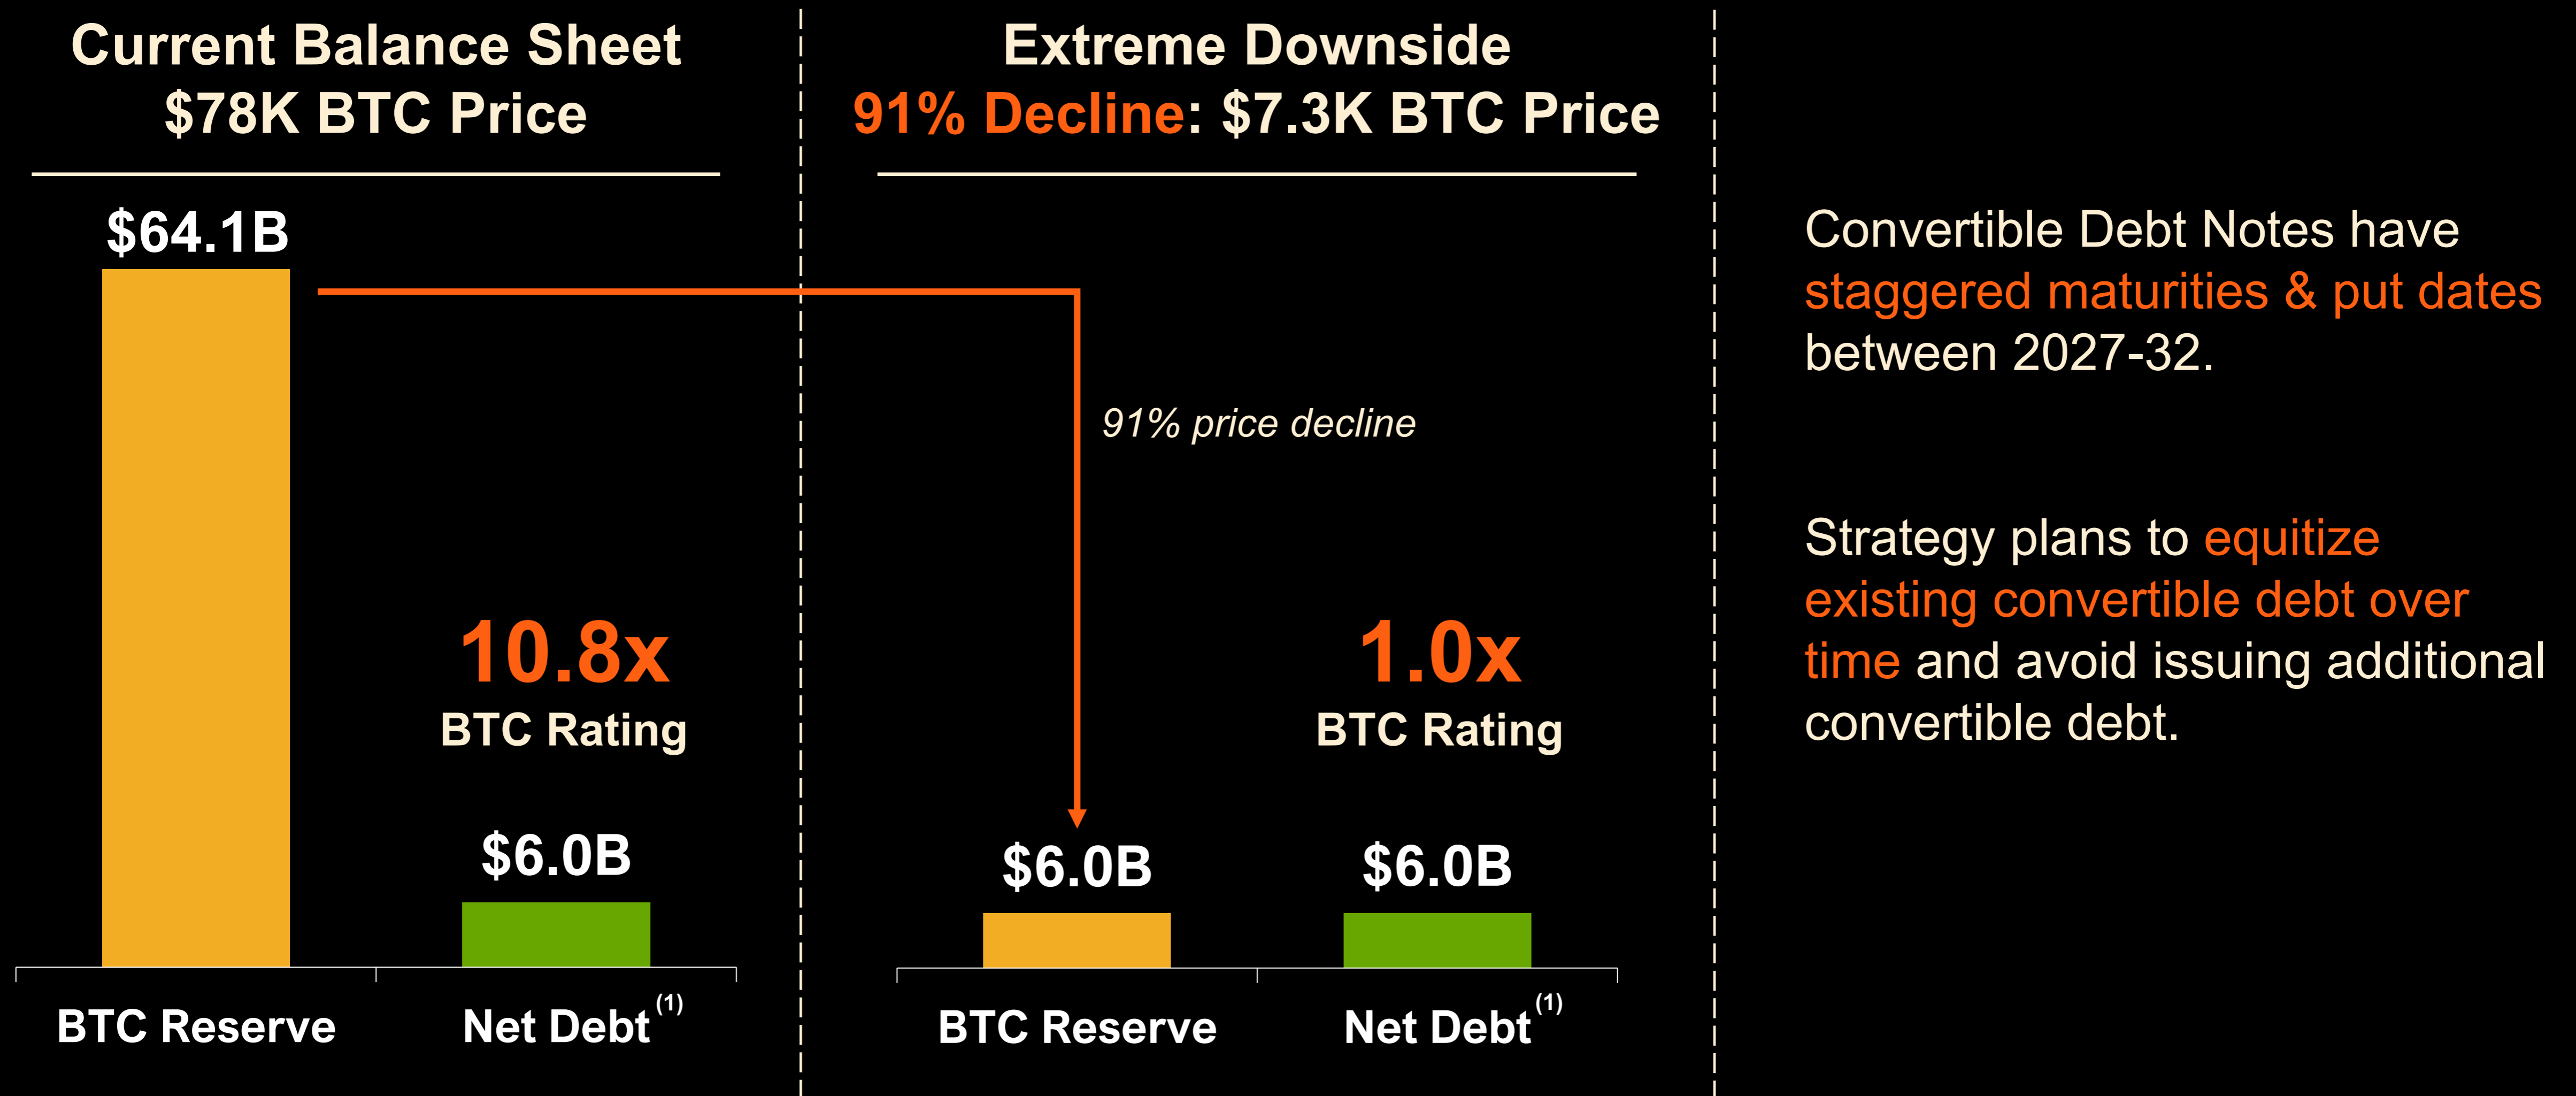 Current Balance Sheet
$78K BTC Price
$64.1B
10.8x
BTC Rating
$6.0B
BTC Reserve
Net Debt (1)
Extreme Downside
91% Decline: $7.3K BTC Price
91% price decline
1.0x
BTC Rating
$6.0B
$6.0B
BTC Reserve
Net Debt (1)
Convertible Debt Notes have
staggered maturities & put dates
between 2027-32.
Strategy plans to equitize
existing convertible debt over
time and avoid issuing additional
convertible debt.